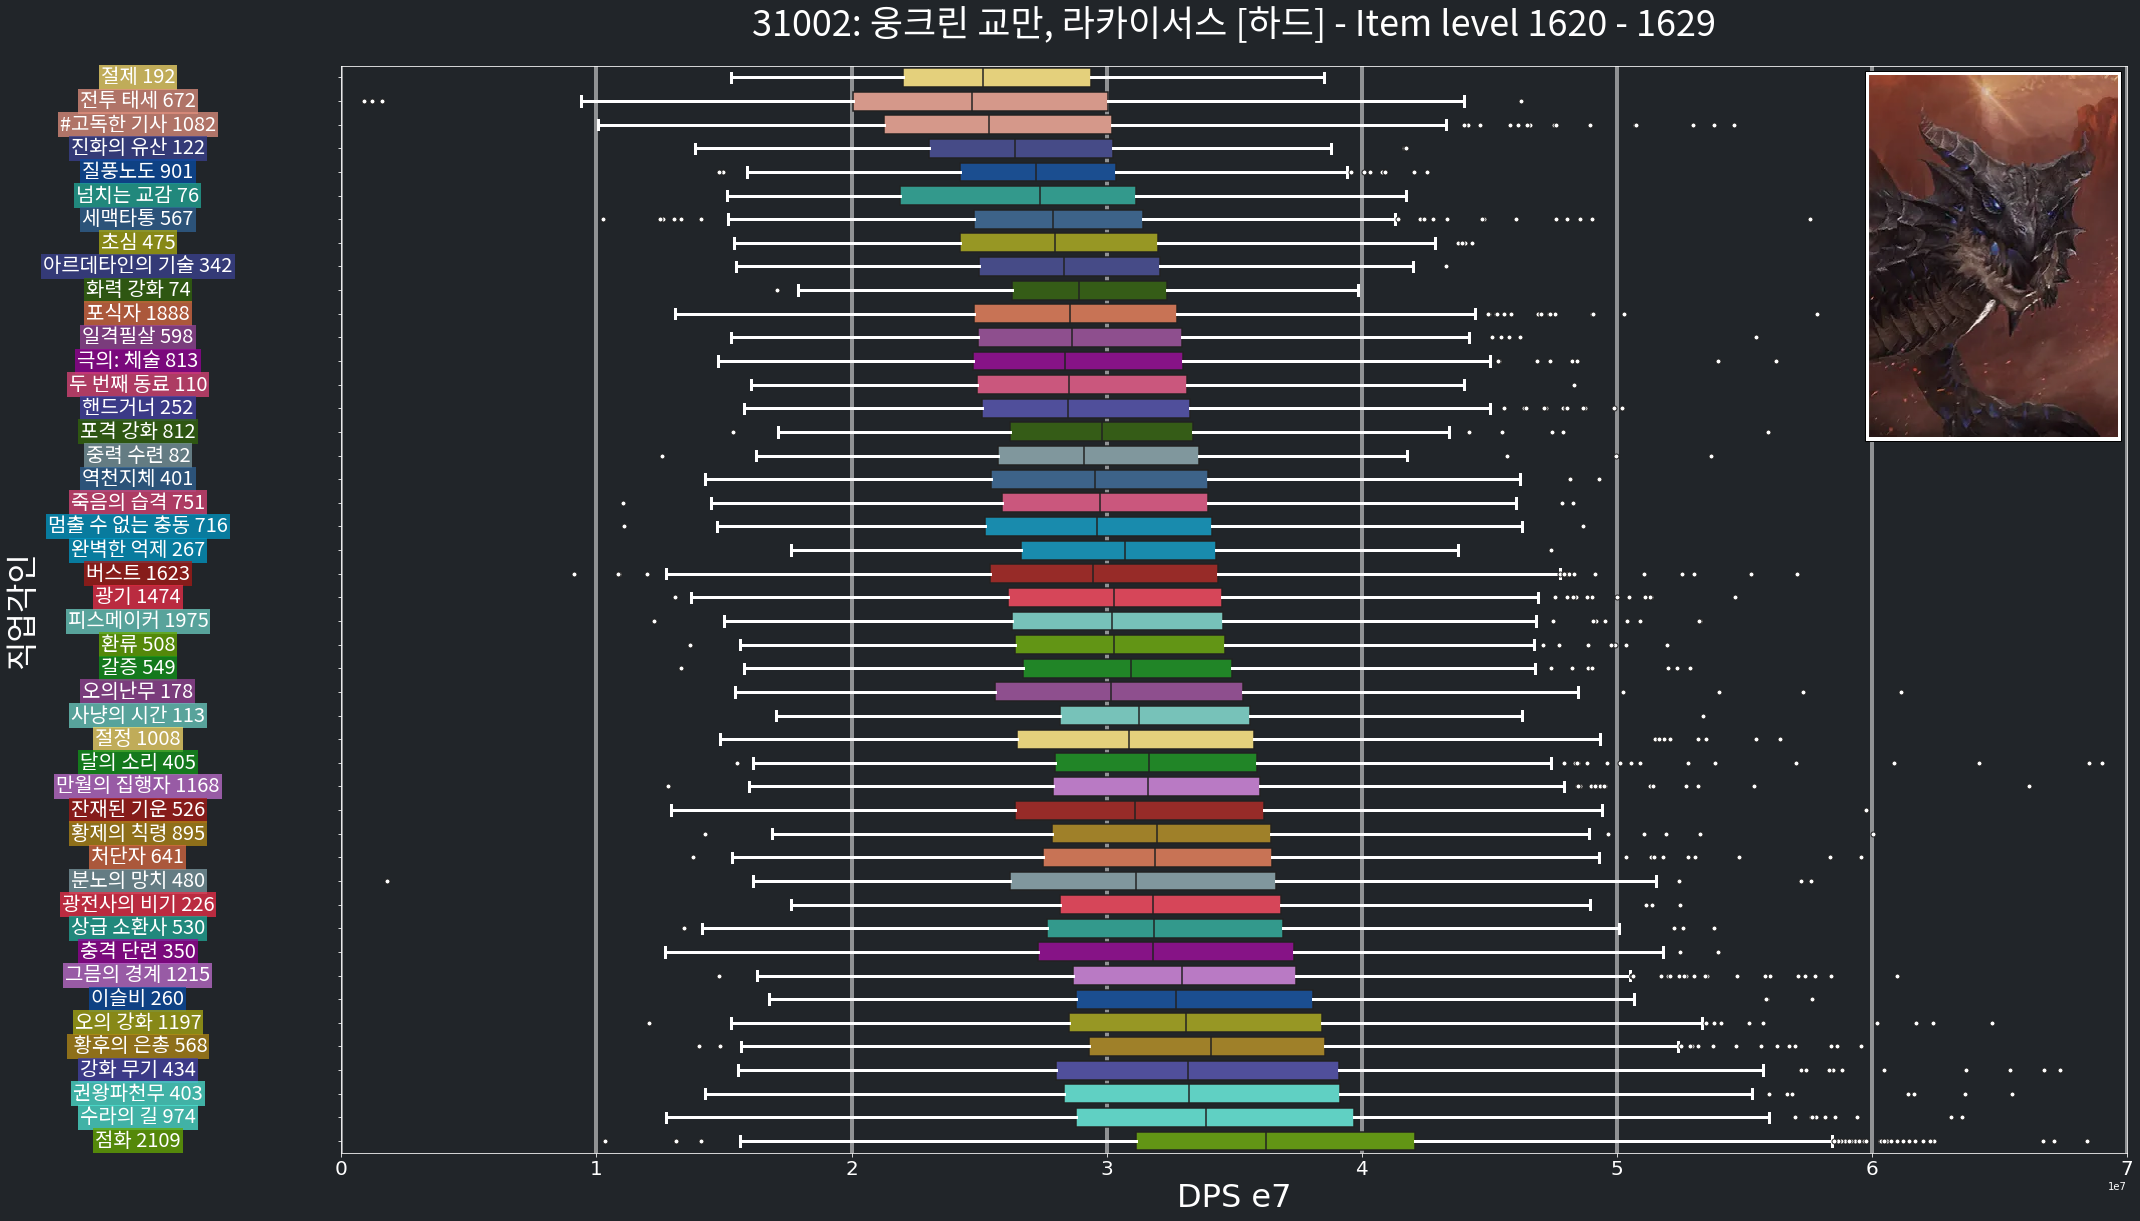 31002: 웅크린 교만, 라카이서스 [하드] - Item level 1620 - 1629
직업각인
절제 192
전투 태세 672
#고독한 기사 1082
진화의 유산 122
질풍노도 901
넘치는 교감 76
세맥타통 567
초심 475
아르데타인의 기술 342
화력 강화 74
포식자 1888
일격필살 598
극의: 체술 813
두 번째 동료 110
핸드거너 252
포격 강화 812
중력 수련 82
역천지체 401
죽음의 습격 751
멈출 수 없는 충동 716
완벽한 억제 267
버스트 1623
광기 1474
피스메이커 1975
환류 508
갈증 549
오의난무 178
사냥의 시간 113
절정 1008
달의 소리 405
만월의 집행자 1168
잔재된 기운 526
황제의 칙령 895
처단자 641
분노의 망치 480
광전사의 비기 226
상급 소환사 530
충격 단련 350
그믐의 경계 1215
이슬비 260
오의 강화 1197
황후의 은총 568
강화 무기 434
권왕파천무 403
수라의 길 974
점화 2109
0 1 2 3 4 5 6 7
DPS e7
1e7